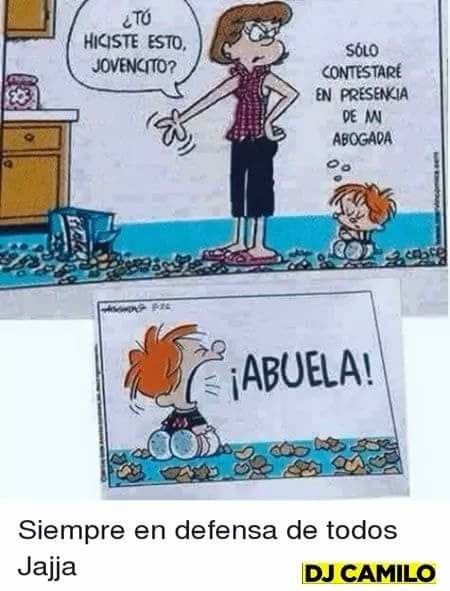 ¿TÚ
HICISTE ESTO,
JOVENCITO?
SÓLO
CONTESTARÉ
EN PRESENCIA
DE MI
ABOGADA
¡ABUELA!
Siempre en defensa de todos
Jajja
DJ CAMILO